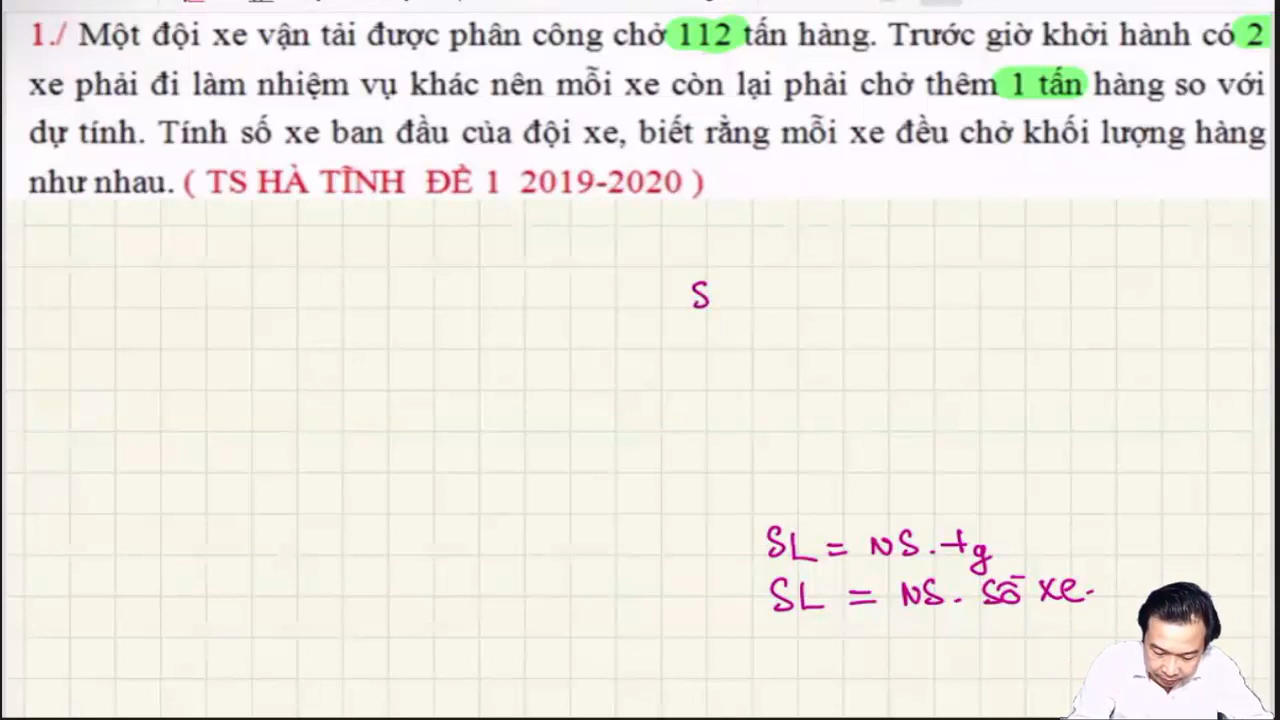 1./ Một đội xe vận tải được phân công chở 112 tấn hàng. Trước giờ khởi hành có 2
xe phải đi làm nhiệm vụ khác nên mỗi xe còn lại phải chở thêm 1 tấn hàng so với
dự tính. Tính số xe ban đầu của đội xe, biết rằng mỗi xe đều chở khối lượng hàng
như nhau. ( TS HÀ TĨNH ĐỀ 1 2019-2020 )
S
SL = NS. tg
SL = NS. số xe.